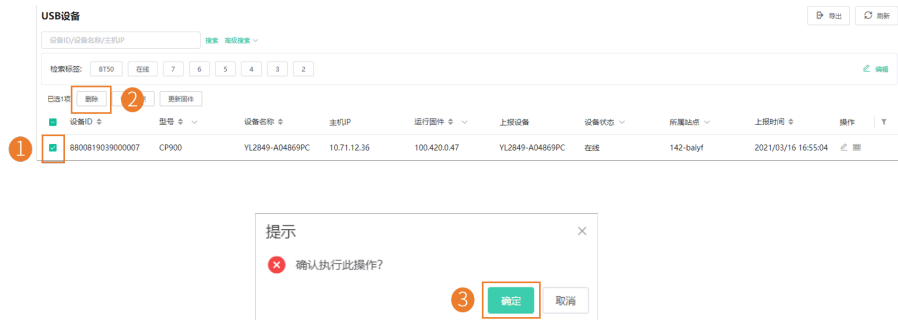 USB设备
导出 刷新
设备ID/设备名称/主机IP 搜索 高级搜索
检索标签: BT50 在线 7 6 5 4 3 2 编辑
已选1项 删除 2 更新固件
设备ID 型号 设备名称 主机IP 运行固件 上报设备 设备状态 所属站点 上报时间 操作
1 8800819039000007 CP900 YL2849-A04869PC 10.71.12.36 100.420.0.47 YL2849-A04869PC 在线 142-baiyf 2021/03/16 16:55:04
提示
确认执行此操作?
3 确定 取消